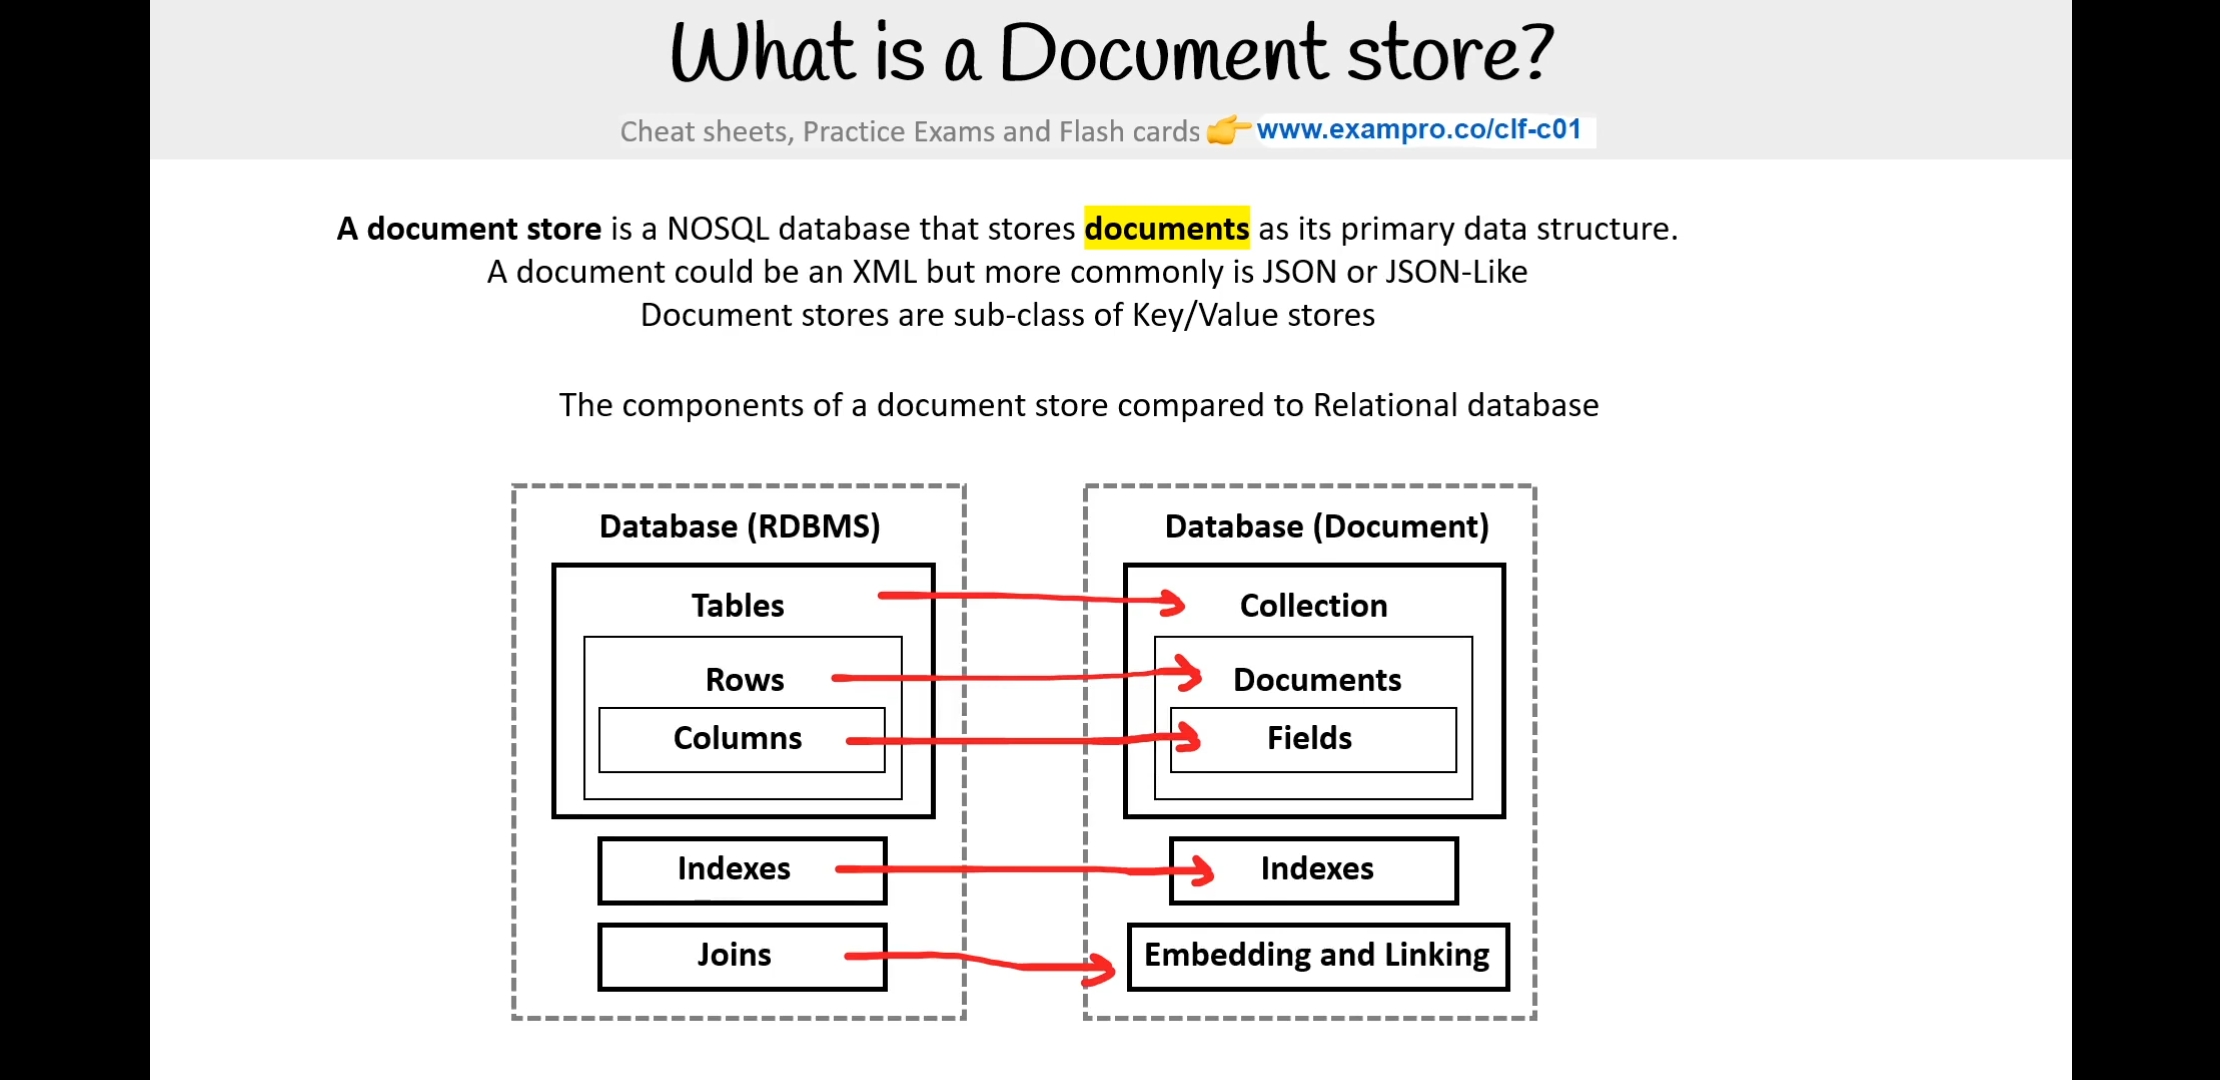 What is a Document store?
Cheat sheets, Practice Exams and Flash cards 👉 www.exampro.co/clf-c01
A document store is a NOSQL database that stores documents as its primary data structure.
A document could be an XML but more commonly is JSON or JSON-Like
Document stores are sub-class of Key/Value stores
The components of a document store compared to Relational database
Database (RDBMS)
Tables
Rows
Columns
Indexes
Joins
Database (Document)
Collection
Documents
Fields
Indexes
Embedding and Linking